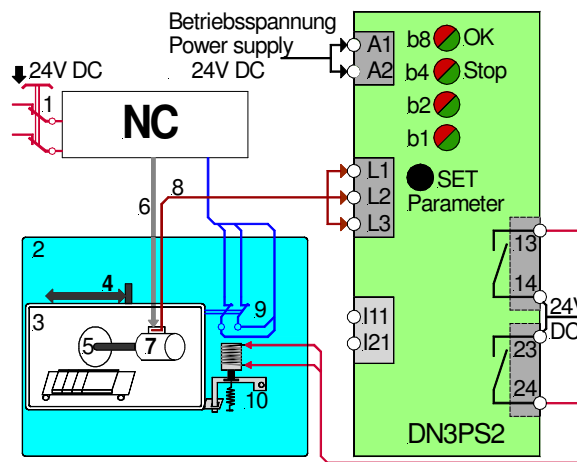 Betriebsspannung
Power supply
A1
A2
b8 OK
b4 Stop
b2
b1
24V DC
24V DC
1
NC
6
8
L1
L2
L3
SET
Parameter
2
4
3
5
7
9
10
I11
I21
13
14
24V
DC
23
24
DN3PS2